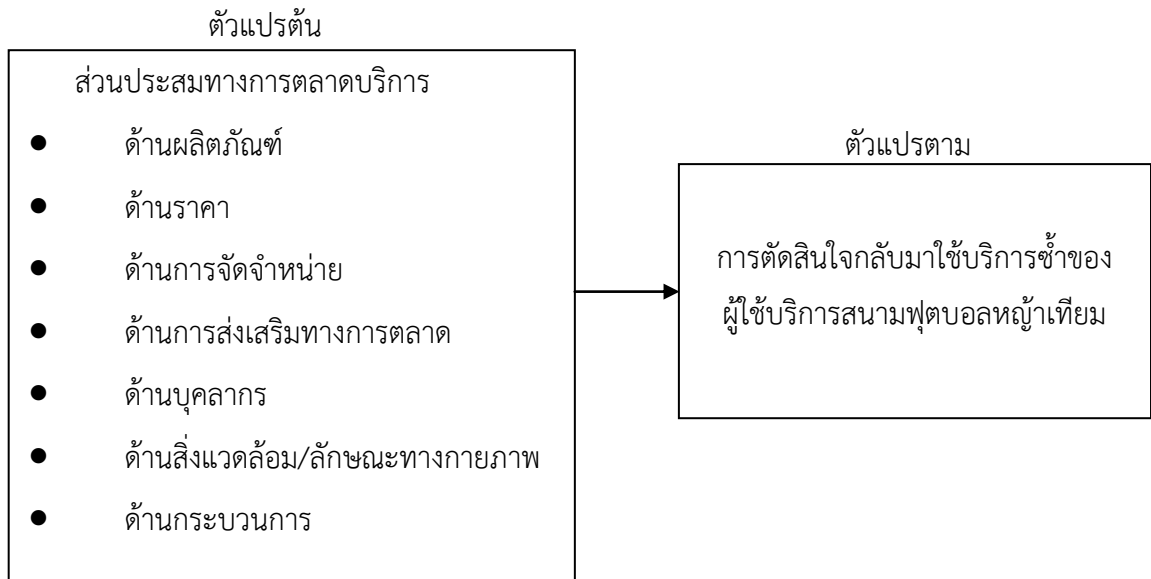 ตัวแปรต้น
ส่วนประสมทางการตลาดบริการ
● ด้านผลิตภัณฑ์
● ด้านราคา
● ด้านการจัดจำหน่าย
● ด้านการส่งเสริมทางการตลาด
● ด้านบุคลากร
● ด้านสิ่งแวดล้อม/ลักษณะทางกายภาพ
● ด้านกระบวนการ
ตัวแปรตาม
การตัดสินใจกลับมาใช้บริการซ้ำของ
ผู้ใช้บริการสนามฟุตบอลหญ้าเทียม